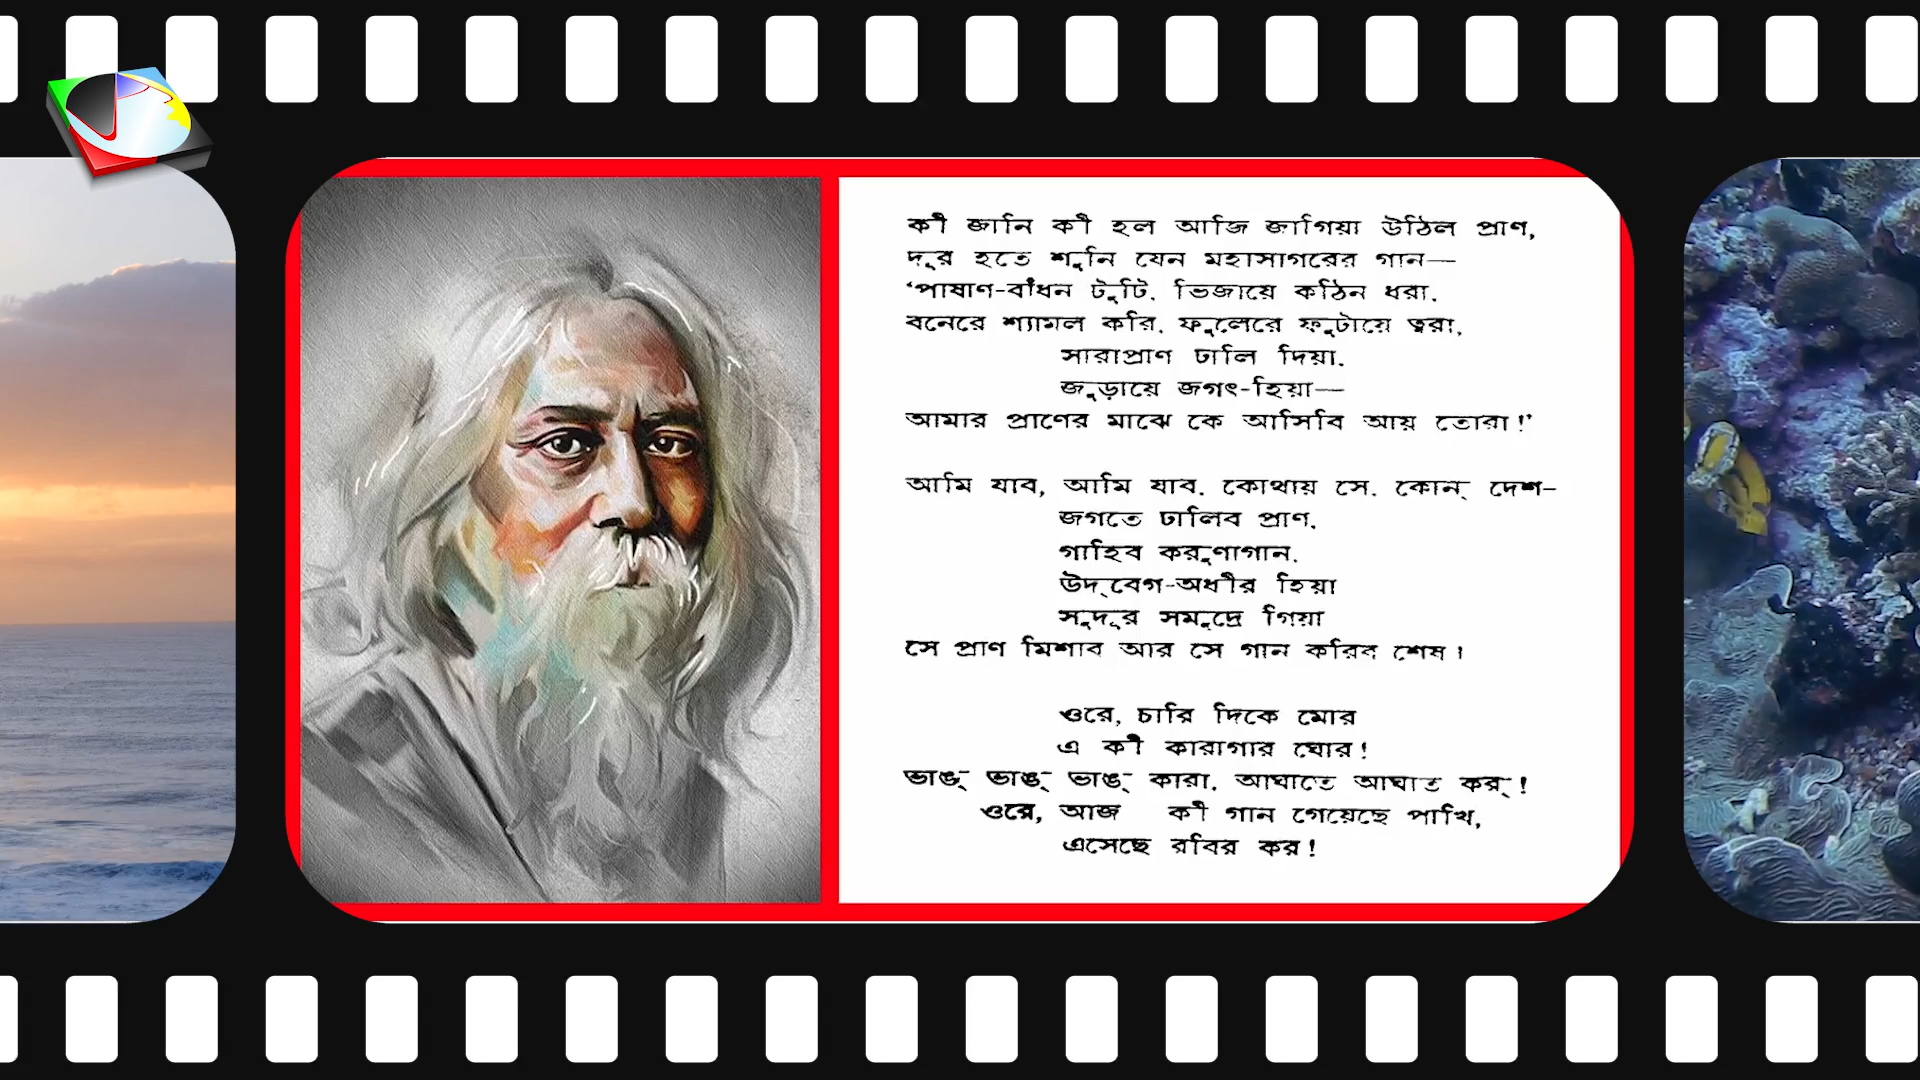 কী জানি কী হল আজি জাগিয়া উঠিল প্রাণ,
দূর হতে শুনি যেন মহাসাগরের গান—
‘পাষাণ-বাঁধন টুটি, ভিজায়ে কঠিন ধরা,
বনেরে শ্যামল করি, ফুলেরে ফুটায়ে ত্বরা,
সারাপ্রাণ ঢালি দিয়া,
জুড়ায়ে জগৎ-হিয়া—
আমার প্রাণের মাঝে কে আসিবি আয় তোরা!’
আমি যাব, আমি যাব, কোথায় সে, কোন্ দেশ-
জগতে ঢালিব প্রাণ,
গাহিব করুণাগান,
উদ্‌বেগ-অধীর হিয়া
সুদূর সমুদ্রে গিয়া
সে প্রাণ মিশাব আর সে গান করিব শেষ।
ওরে, চারি দিকে মোর
এ কী কারাগার ঘোর!
ভাঙ্ ভাঙ্ ভাঙ্ কারা, আঘাতে আঘাত কর্!
ওরে, আজ কী গান গেয়েছে পাখি,
এসেছে রবির কর!